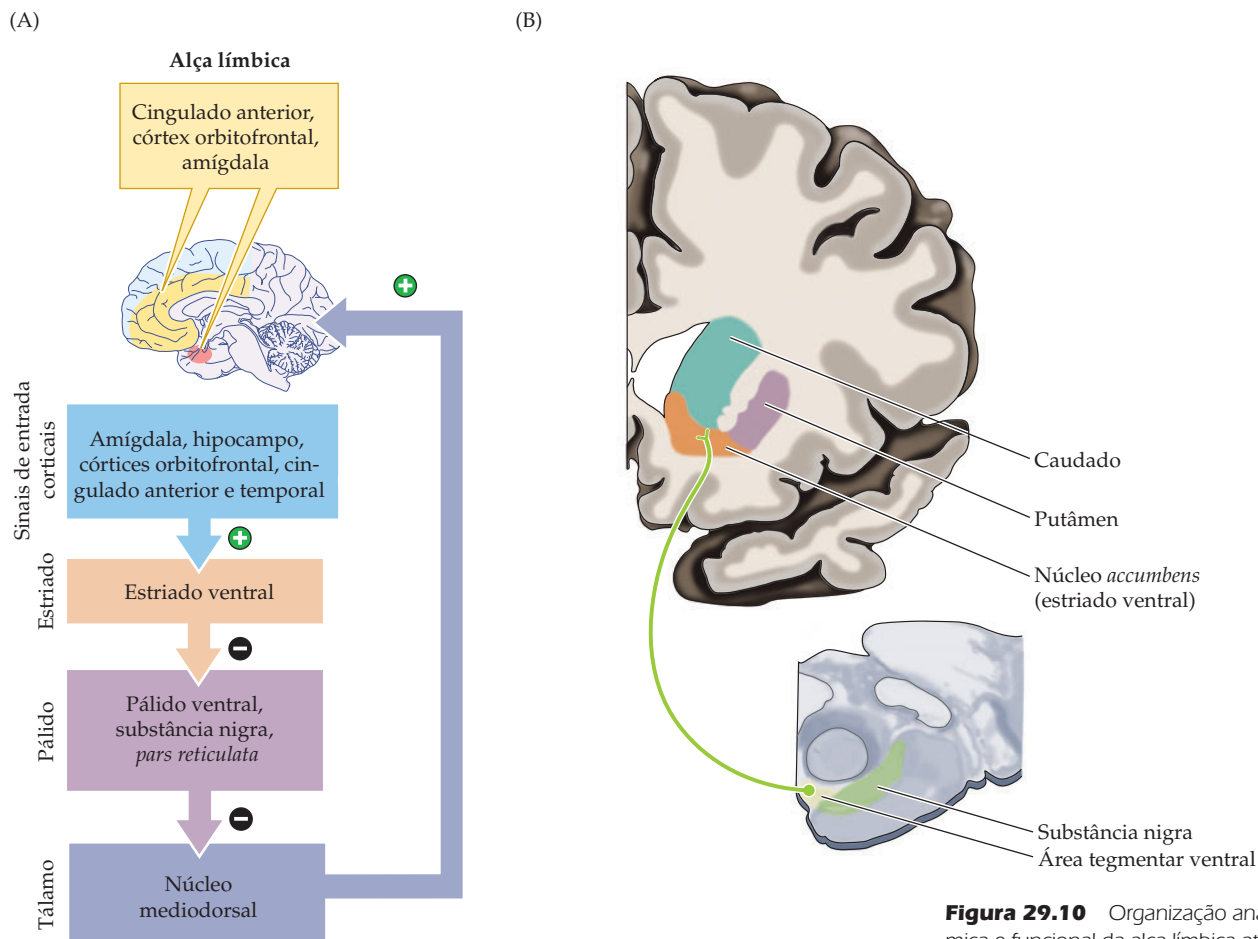 (A)
Alça límbica
Cingulado anterior,
córtex orbitofrontal,
amígdala
Sinais de entrada
corticais
Amígdala, hipocampo,
córtices orbitofrontal, cin-
gulado anterior e temporal
Estriado
Estriado ventral
Pálido
Pálido ventral,
substância nigra,
pars reticulata
Tálamo
Núcleo
mediodorsal
(B)
Caudado
Putâmen
Núcleo accumbens
(estriado ventral)
Substância nigra
Área tegmentar ventral
Figura 29.10 Organização